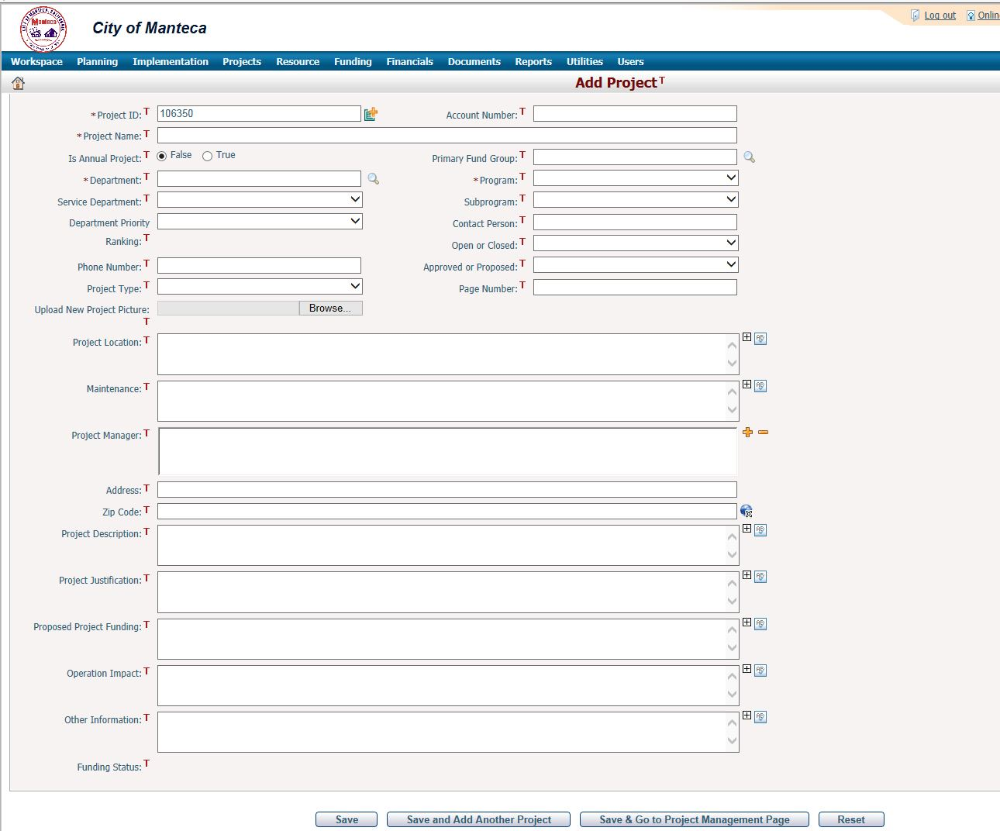 Manteca
City of Manteca
Log out
Onlin
Workspace Planning Implementation Projects Resource Funding Financials Documents Reports Utilities Users
Add Project T
*Project ID: T 106350 Account Number: T
*Project Name: T
Is Annual Project: T False True Primary Fund Group: T
*Department: T *Program: T
Service Department: T Subprogram: T
Department Priority Contact Person: T
Ranking: T Open or Closed: T
Phone Number: T Approved or Proposed: T
Project Type: T Page Number: T
Upload New Project Picture: Browse...
T
Project Location: T
Maintenance: T
Project Manager: T
Address: T
Zip Code: T
Project Description: T
Project Justification: T
Proposed Project Funding: T
Operation Impact: T
Other Information: T
Funding Status: T
Save Save and Add Another Project Save & Go to Project Management Page Reset